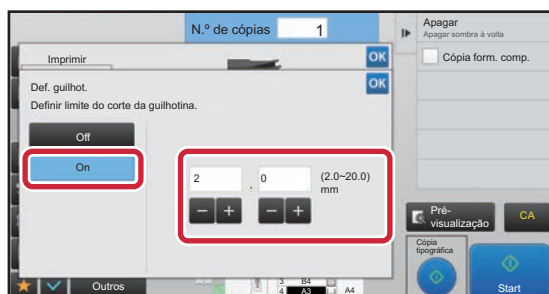 N.º de cópias 1
Apagar
Apagar sombra à volta
Imprimir
OK
Cópia form. comp.
Def. guilhot.
OK
Definir limite do corte da guilhotina.
Off
On
2 . 0 (2.0~20.0)
mm
− + − +
Pré-
visualização
CA
Cópia
tipográfica
Outros
3 B4
4 A3 A4
Start